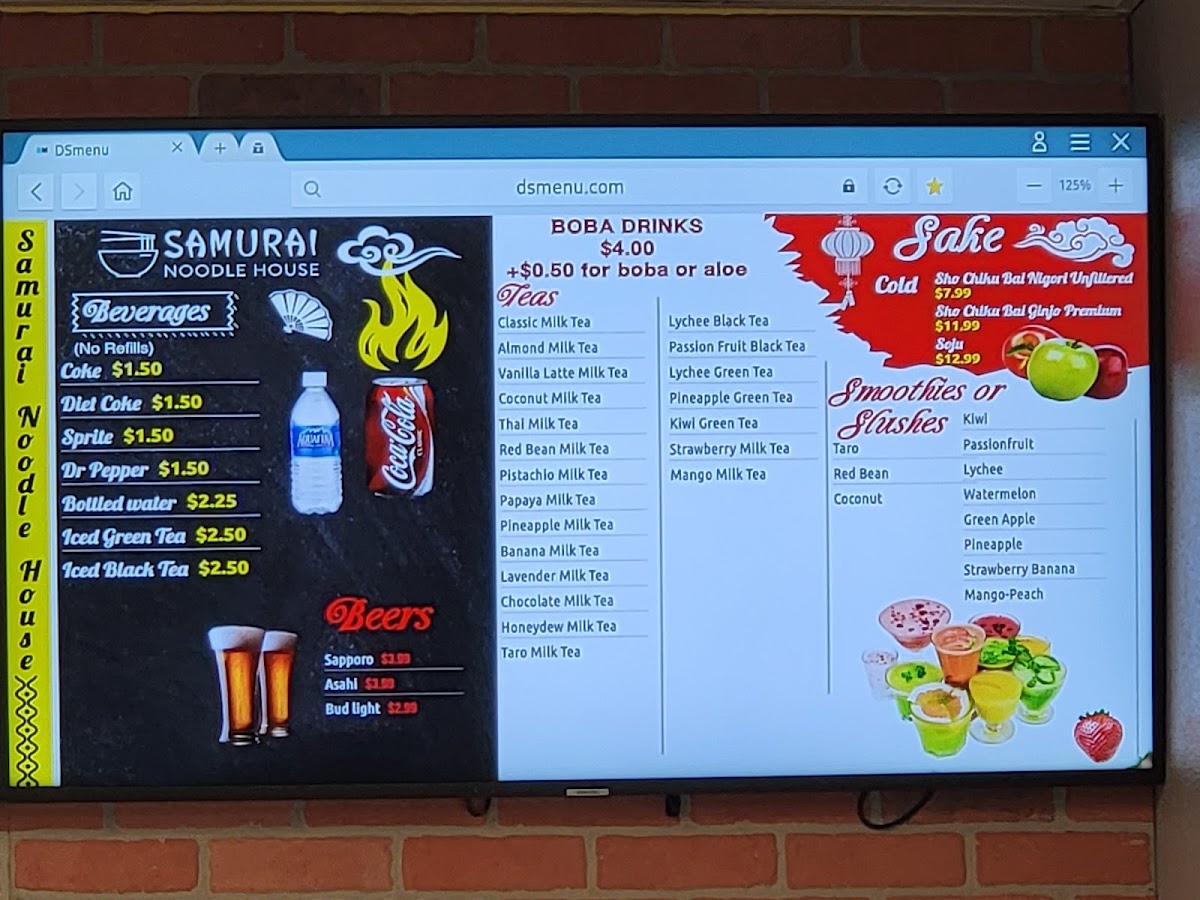 DSmenu
dsmenu.com
125%
Samurai Noodle House
SAMURAI
NOODLE HOUSE
Beverages
(No Refills)
Coke $1.50
Diet Coke $1.50
Sprite $1.50
Dr Pepper $1.50
Bottled water $2.25
Iced Green Tea $2.50
Iced Black Tea $2.50
AQUAFINA
Coca-Cola
CLASSIC
Beers
Sapporo $3.99
Asahi $3.99
Bud light $2.99
BOBA DRINKS
$4.00
+$0.50 for boba or aloe
Teas
Classic Milk Tea
Almond Milk Tea
Vanilla Latte Milk Tea
Coconut Milk Tea
Thai Milk Tea
Red Bean Milk Tea
Pistachio Milk Tea
Papaya Milk Tea
Pineapple Milk Tea
Banana Milk Tea
Lavender Milk Tea
Chocolate Milk Tea
Honeydew Milk Tea
Taro Milk Tea
Lychee Black Tea
Passion Fruit Black Tea
Lychee Green Tea
Pineapple Green Tea
Kiwi Green Tea
Strawberry Milk Tea
Mango Milk Tea
Sake
Cold
Sho Chiku Bai Nigori Unfiltered
$7.99
Sho Chiku Bai Ginjo Premium
$11.99
Soju
$12.99
Smoothies or
Slushes
Taro
Red Bean
Coconut
Kiwi
Passionfruit
Lychee
Watermelon
Green Apple
Pineapple
Strawberry Banana
Mango-Peach